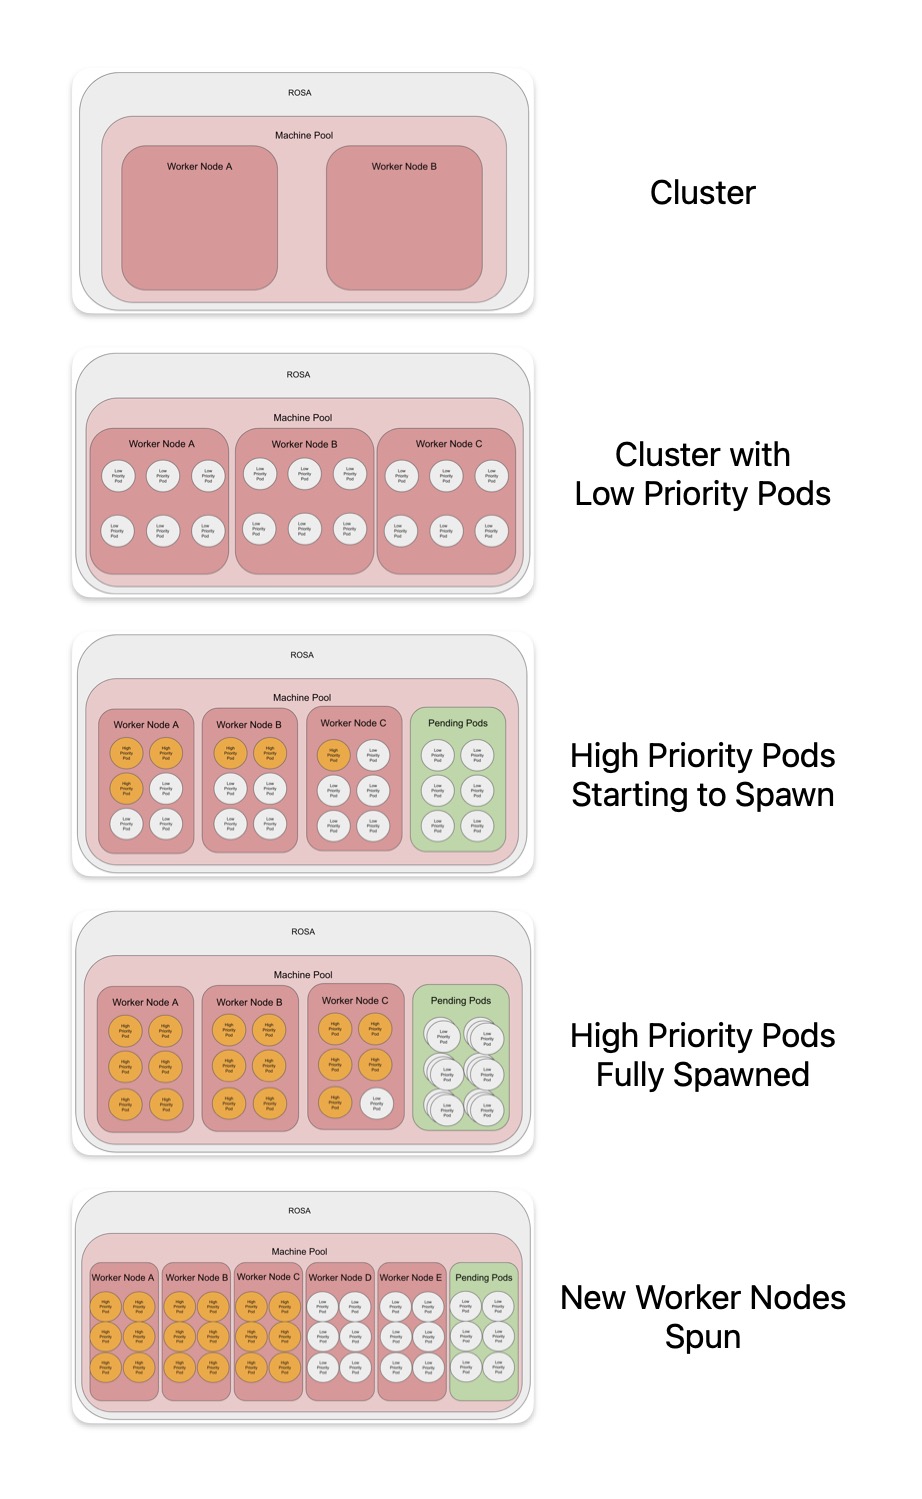 ROSA
Machine Pool
Worker Node A Worker Node B
Cluster
ROSA
Machine Pool
Worker Node A Worker Node B Worker Node C
Low Low Low Low Low Low Low Low Low
Priority Priority Priority Priority Priority Priority Priority Priority Priority
Pod Pod Pod Pod Pod Pod Pod Pod Pod
Low Low Low Low Low Low Low Low Low
Priority Priority Priority Priority Priority Priority Priority Priority Priority
Pod Pod Pod Pod Pod Pod Pod Pod Pod
Cluster with
Low Priority Pods
ROSA
Machine Pool
Worker Node A Worker Node B Worker Node C Pending Pods
High High High High High Low Low Low
Priority Priority Priority Priority Priority Priority Priority Priority
Pod Pod Pod Pod Pod Pod Pod Pod
High Low Low Low Low Low Low Low
Priority Priority Priority Priority Priority Priority Priority Priority
Pod Pod Pod Pod Pod Pod Pod Pod
Low Low Low Low Low Low Low Low
Priority Priority Priority Priority Priority Priority Priority Priority
Pod Pod Pod Pod Pod Pod Pod Pod
High Priority Pods
Starting to Spawn
ROSA
Machine Pool
Worker Node A Worker Node B Worker Node C Pending Pods
High High High High High High Low Low
Priority Priority Priority Priority Priority Priority Priority Priority
Pod Pod Pod Pod Pod Pod Pod Pod
High High High High High High Low Low
Priority Priority Priority Priority Priority Priority Priority Priority
Pod Pod Pod Pod Pod Pod Pod Pod
High High High High High Low Low Low
Priority Priority Priority Priority Priority Priority Priority Priority
Pod Pod Pod Pod Pod Pod Pod Pod
High Priority Pods
Fully Spawned
ROSA
Machine Pool
Worker Node A Worker Node B Worker Node C Worker Node D Worker Node E Pending Pods
High High High High High High Low Low Low Low Low Low
Priority Priority Priority Priority Priority Priority Priority Priority Priority Priority Priority Priority
Pod Pod Pod Pod Pod Pod Pod Pod Pod Pod Pod Pod
High High High High High High Low Low Low Low Low Low
Priority Priority Priority Priority Priority Priority Priority Priority Priority Priority Priority Priority
Pod Pod Pod Pod Pod Pod Pod Pod Pod Pod Pod Pod
High High High High High High Low Low Low Low Low Low
Priority Priority Priority Priority Priority Priority Priority Priority Priority Priority Priority Priority
Pod Pod Pod Pod Pod Pod Pod Pod Pod Pod Pod Pod
New Worker Nodes
Spun